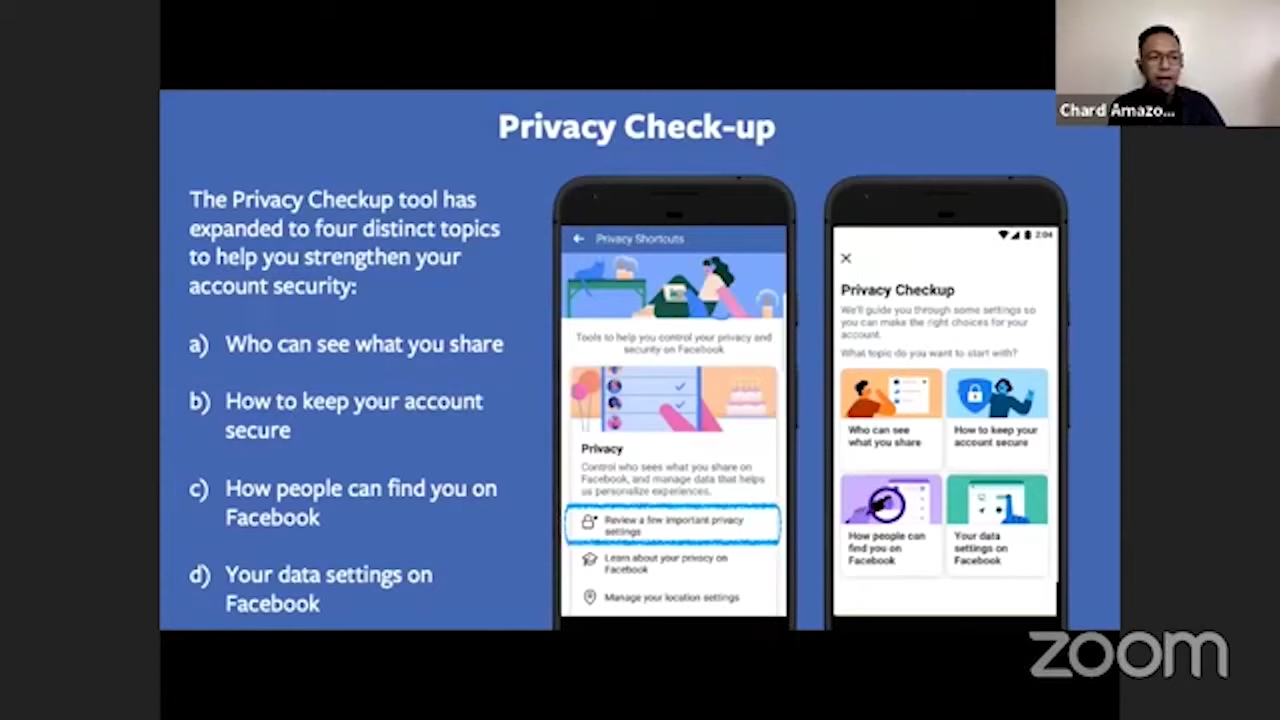 Privacy Check-up
The Privacy Checkup tool has
expanded to four distinct topics
to help you strengthen your
account security:
a) Who can see what you share
b) How to keep your account
secure
c) How people can find you on
Facebook
d) Your data settings on
Facebook
Privacy Shortcuts
Tools to help you control your privacy and
security on Facebook
Privacy
Control who sees what you share on
Facebook, and manage data that helps
us personalize experiences.
Review a few important privacy
settings
Learn about your privacy on
Facebook
Manage your location settings
2:04
Privacy Checkup
We'll guide you through some settings so
you can make the right choices for your
account.
What topic do you want to start with?
Who can see
what you share
How to keep your
account secure
How people can
find you on
Facebook
Your data
settings on
Facebook
Chard Amazo...
zoom